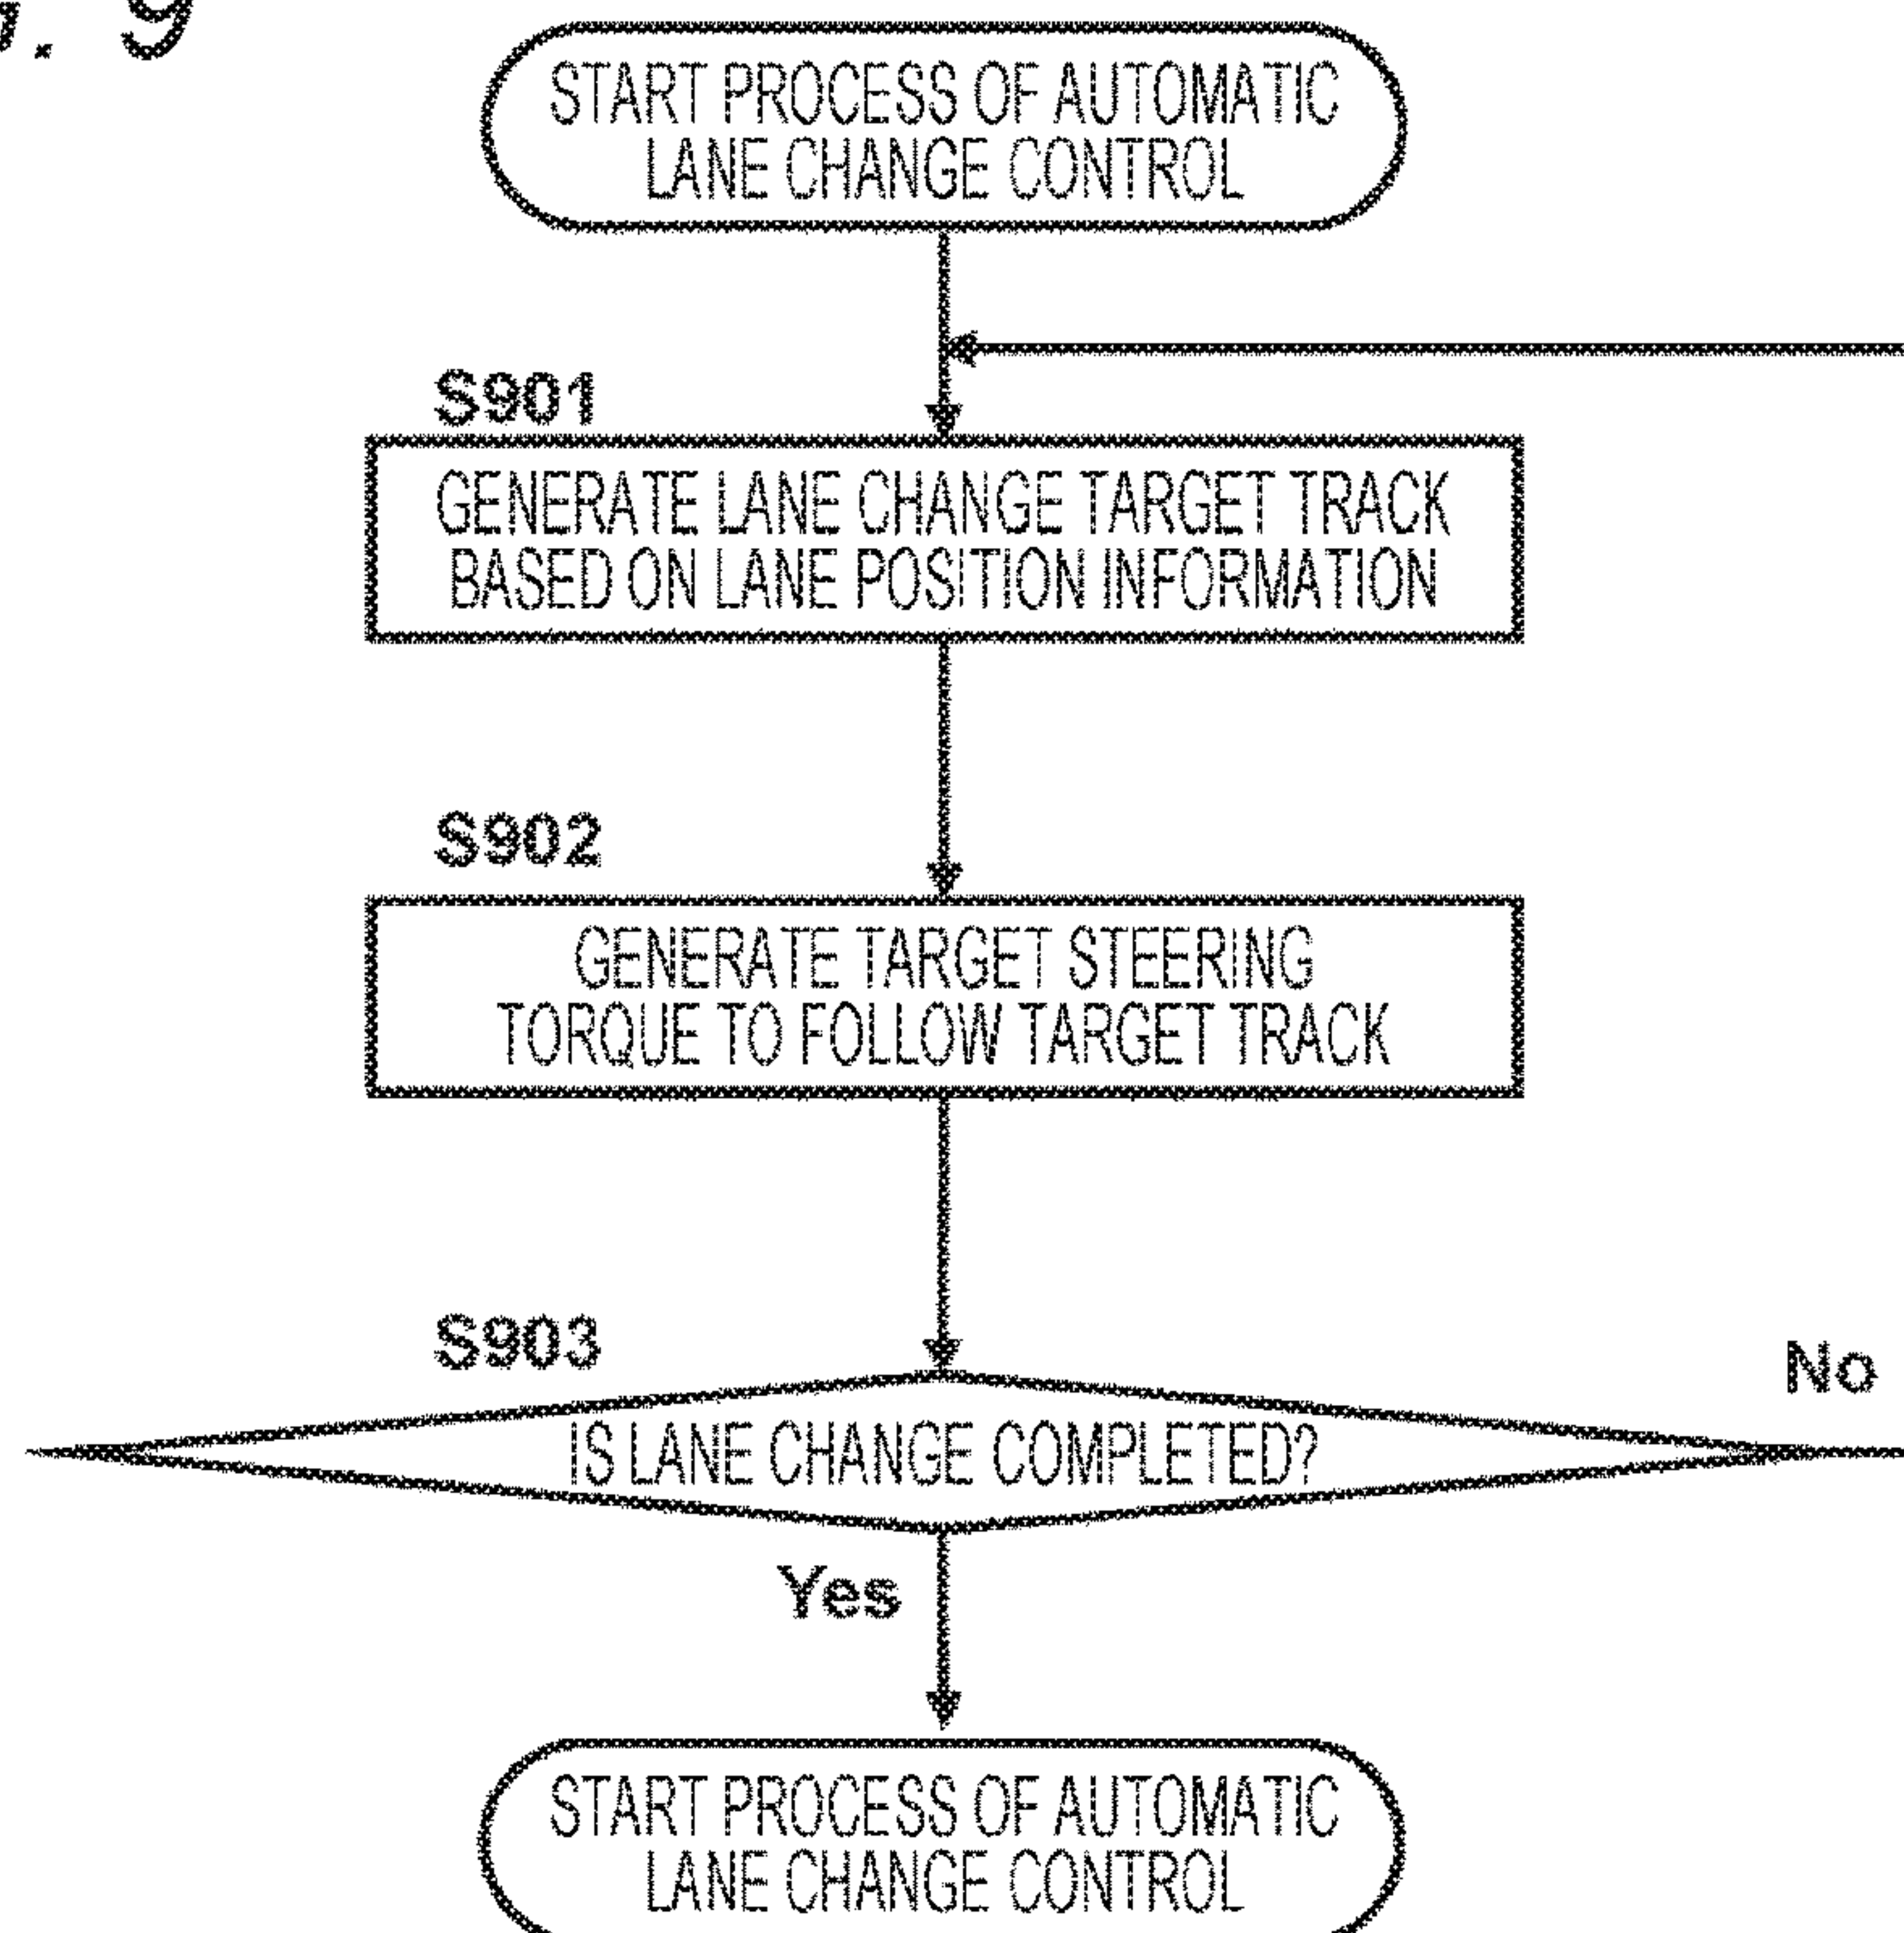 . 9
START PROCESS OF AUTOMATIC
LANE CHANGE CONTROL
S901
GENERATE LANE CHANGE TARGET TRACK
BASED ON LANE POSITION INFORMATION
S902
GENERATE TARGET STEERING
TORQUE TO FOLLOW TARGET TRACK
S903
IS LANE CHANGE COMPLETED?
No
Yes
START PROCESS OF AUTOMATIC
LANE CHANGE CONTROL